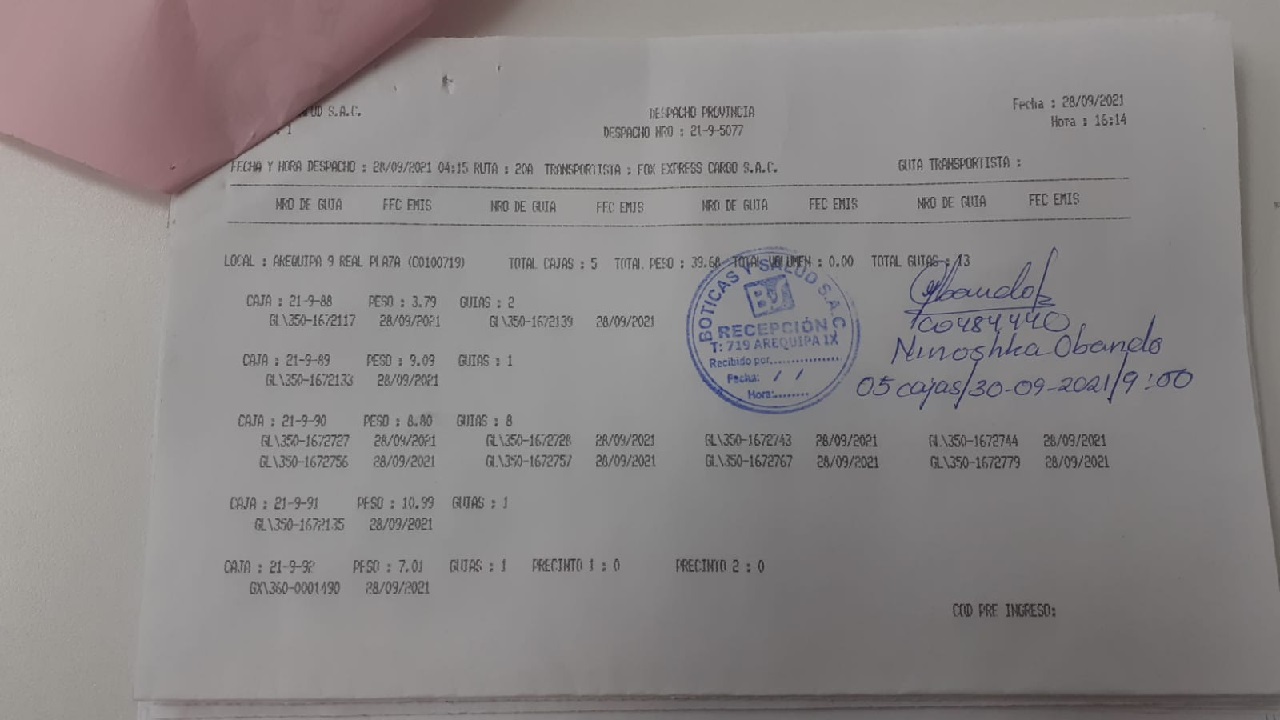 UD S.A.C.
DESPACHO PROVINCIA
Fecha : 28/09/2021
: 1
DESPACHO NRO : 21-9-5077
Hora : 16:14
FECHA Y HORA DESPACHO : 28/09/2021 04:15 RUTA : 20A TRANSPORTISTA : FOX EXPRESS CARGO S.A.C. GUIA TRANSPORTISTA :
NRO DE GUIA FEC EMIS NRO DE GUIA FEC EMIS NRO DE GUIA FEC EMIS NRO DE GUIA FEC EMIS
LOCAL : AREQUIPA 9 REAL PLAZA (CO100719) TOTAL CAJAS : 5 TOTAL PESO : 39.68 TOTAL VOLUMEN : 0.00 TOTAL GUIAS : 13
CAJA : 21-9-88 PESO : 3.79 GUIAS : 2
GL\350-1672117 28/09/2021 GL\350-1672139 28/09/2021
CAJA : 21-9-89 PESO : 9.09 GUIAS : 1
GL\350-1672133 28/09/2021
CAJA : 21-9-90 PESO : 8.80 GUIAS : 8
GL\350-1672727 28/09/2021 GL\350-1672728 28/09/2021 GL\350-1672743 28/09/2021 GL\350-1672744 28/09/2021
GL\350-1672756 28/09/2021 GL\350-1672757 28/09/2021 GL\350-1672767 28/09/2021 GL\350-1672779 28/09/2021
CAJA : 21-9-91 PESO : 10.99 GUIAS : 1
GL\350-1672135 28/09/2021
CAJA : 21-9-92 PESO : 7.01 GUIAS : 1 PRECINTO 1 : 0 PRECINTO 2 : 0
GX\360-0001490 28/09/2021
COD PRE INGRESO:
BOTICAS Y SALUD S.A.C
RECEPCIÓN
T: 719 AREQUIPA IX
Recibido por................
Fecha: / /
Hora:........
Ninoshka Obando
05 cajas/30-09-2021/9:00